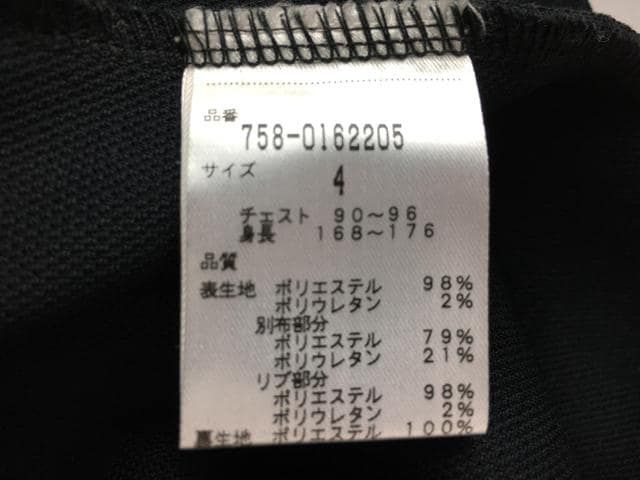 品番
758-0162205
サイズ
4
チェスト 90～96
身長 168～176
品質
表生地 ポリエステル 98%
ポリウレタン 2%
別布部分
ポリエステル 79%
ポリウレタン 21%
リブ部分
ポリエステル 98%
ポリウレタン 2%
裏生地 ポリエステル 100%